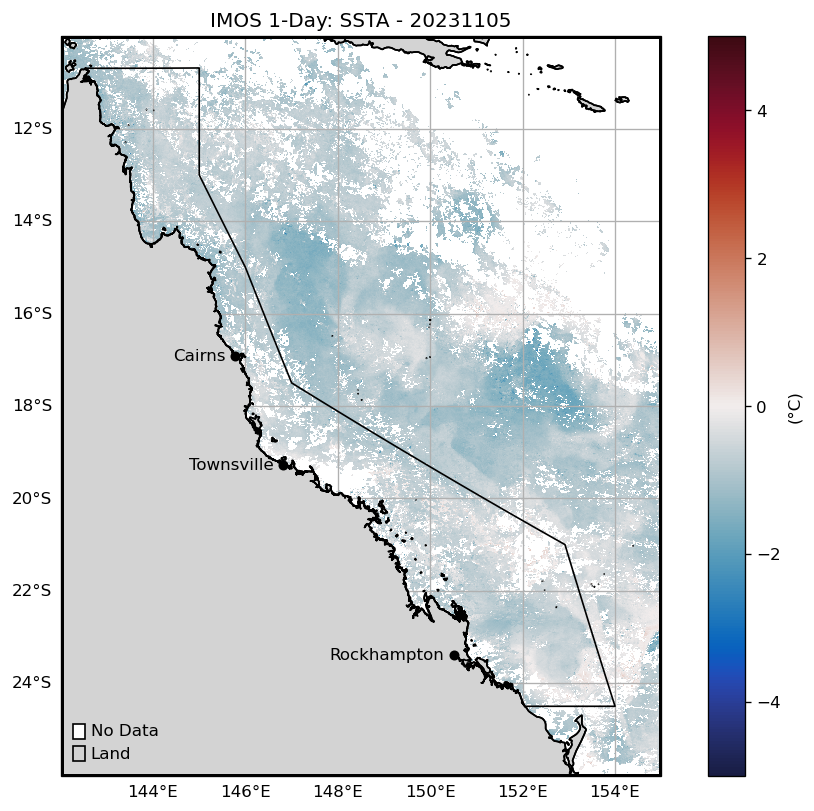 IMOS 1-Day: SSTA - 20231105
12°S
14°S
16°S
18°S
20°S
22°S
24°S
Cairns
Townsville
Rockhampton
No Data
Land
144°E
146°E
148°E
150°E
152°E
154°E
4
2
0
−2
−4
(°C)